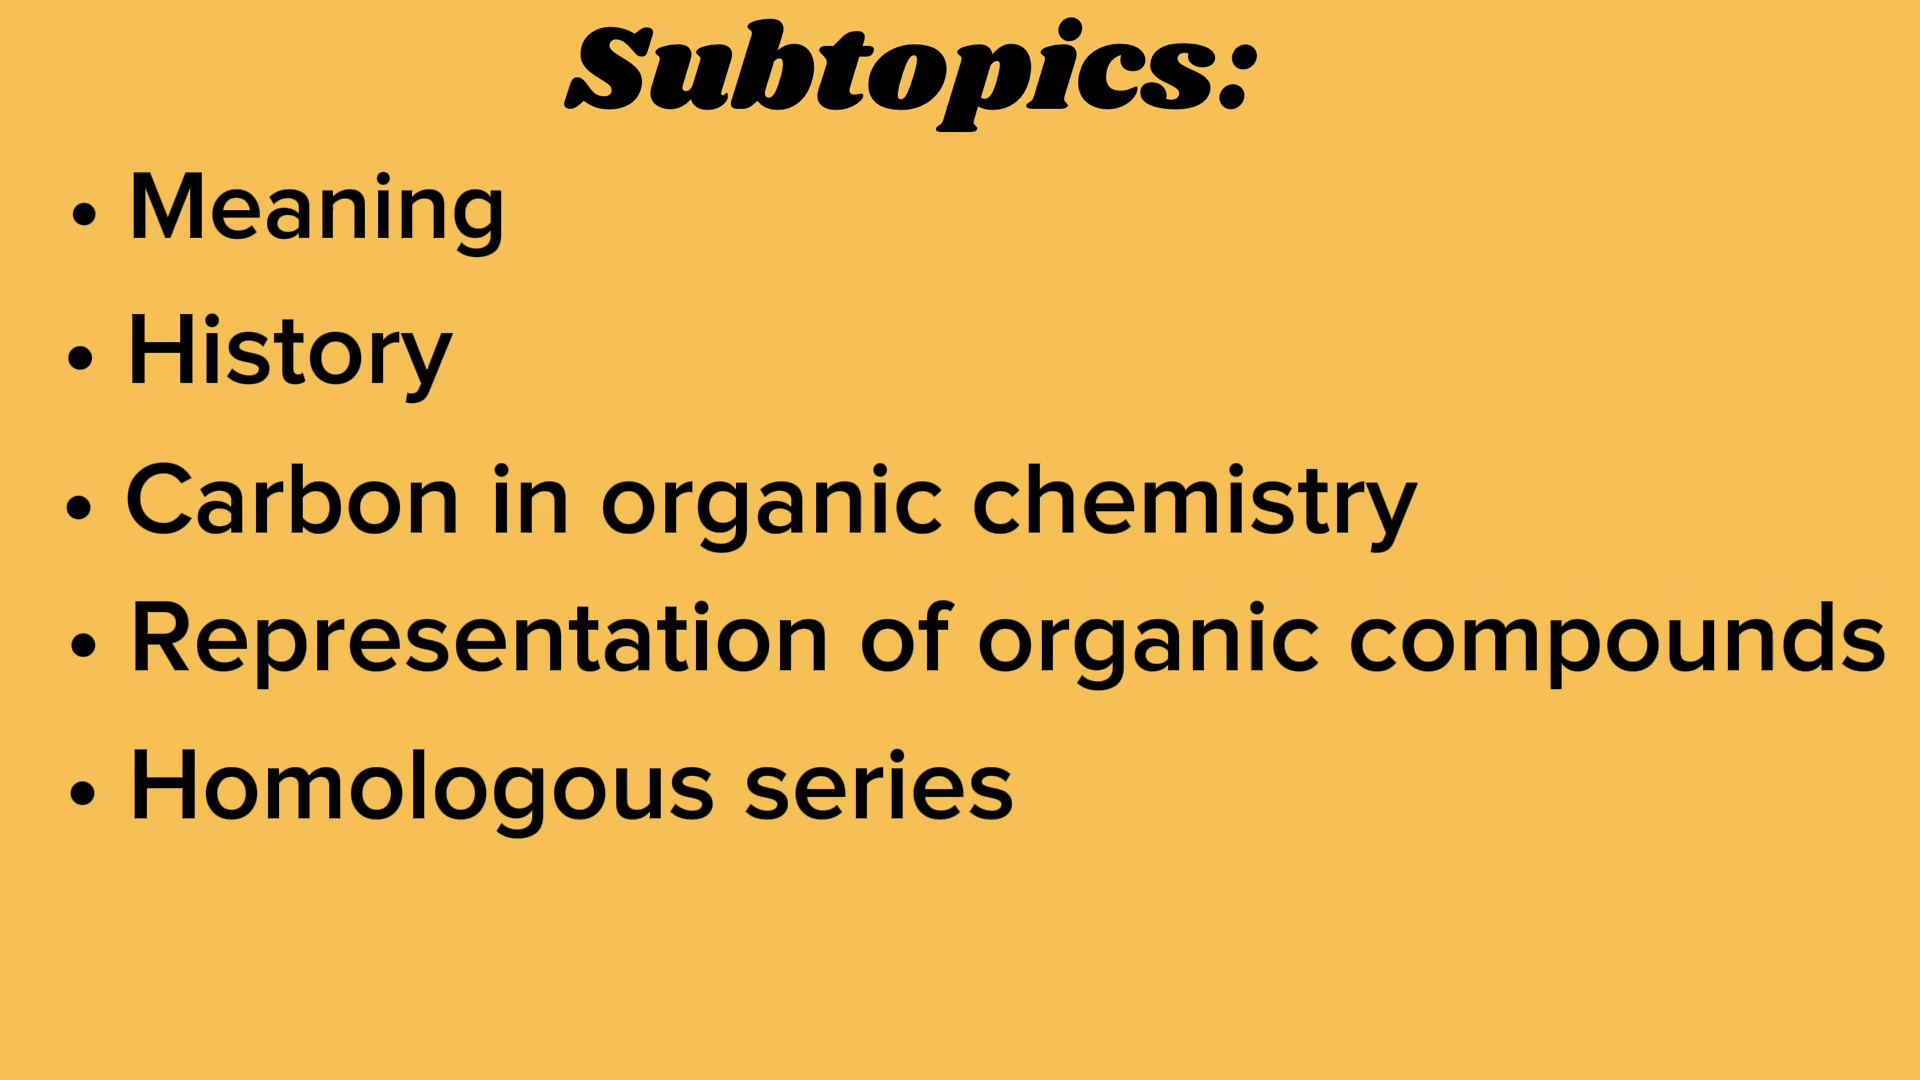 Subtopics:
• Meaning
• History
• Carbon in organic chemistry
• Representation of organic compounds
• Homologous series